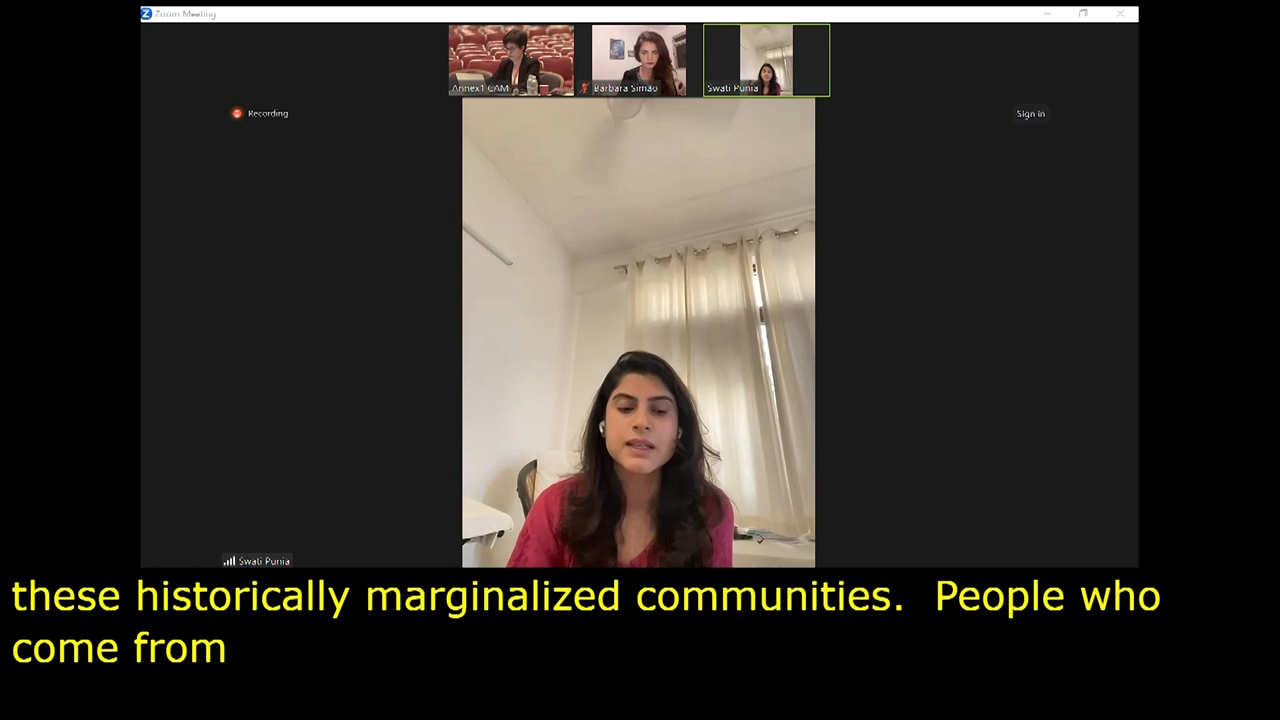 Zoom Meeting
Annex1 CAM
Bárbara Simão
Swati Punia
Recording
Sign in
Swati Punia
these historically marginalized communities.  People who
come from